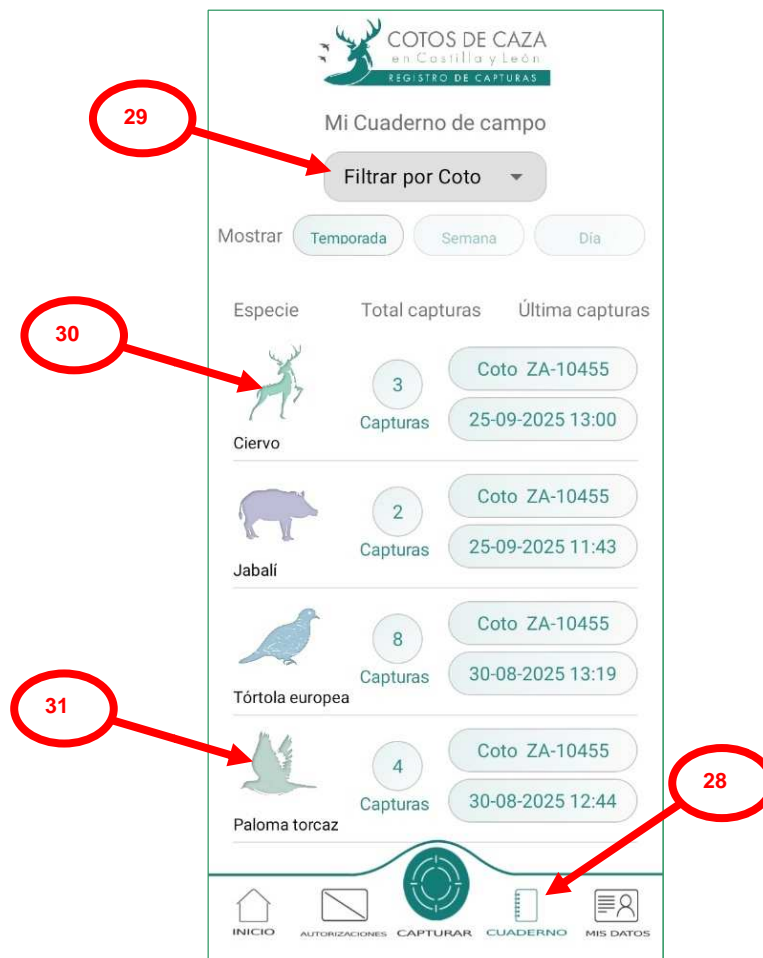 COTOS DE CAZA
en Castilla y León
REGISTRO DE CAPTURAS
29
Mi Cuaderno de campo
Filtrar por Coto
Mostrar Temporada Semana Día
Especie Total capturas Última capturas
30
Coto ZA-10455
3
Capturas 25-09-2025 13:00
Ciervo
Coto ZA-10455
2
Capturas 25-09-2025 11:43
Jabalí
Coto ZA-10455
8
Capturas 30-08-2025 13:19
Tórtola europea
31
Coto ZA-10455
4
28
Capturas 30-08-2025 12:44
Paloma torcaz
INICIO AUTORIZACIONES CAPTURAR CUADERNO MIS DATOS